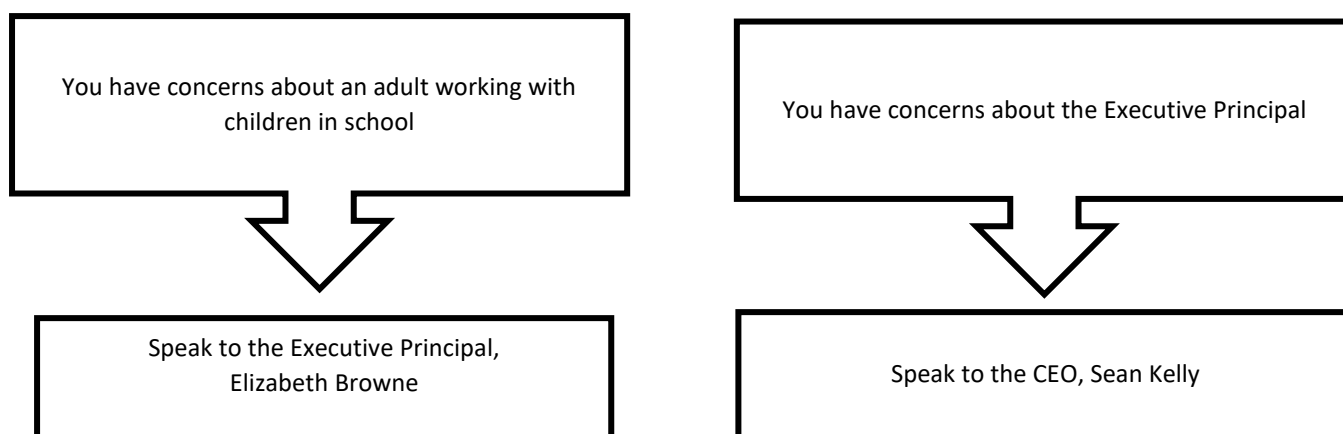 You have concerns about an adult working with
children in school
Speak to the Executive Principal,
Elizabeth Browne
You have concerns about the Executive Principal
Speak to the CEO, Sean Kelly